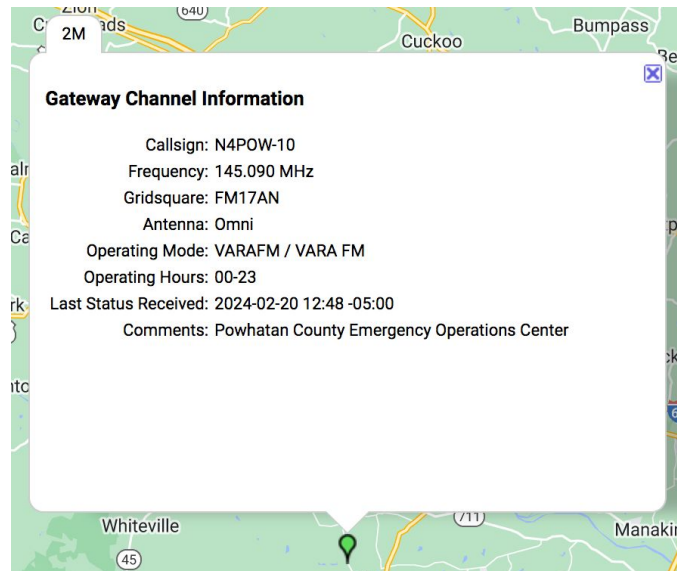 640
2M
Cuckoo
Bumpass
Gateway Channel Information
Callsign: N4POW-10
Frequency: 145.090 MHz
Gridsquare: FM17AN
Antenna: Omni
Operating Mode: VARAFM / VARA FM
Operating Hours: 00-23
Last Status Received: 2024-02-20 12:48 -05:00
Comments: Powhatan County Emergency Operations Center
Whiteville
711
45